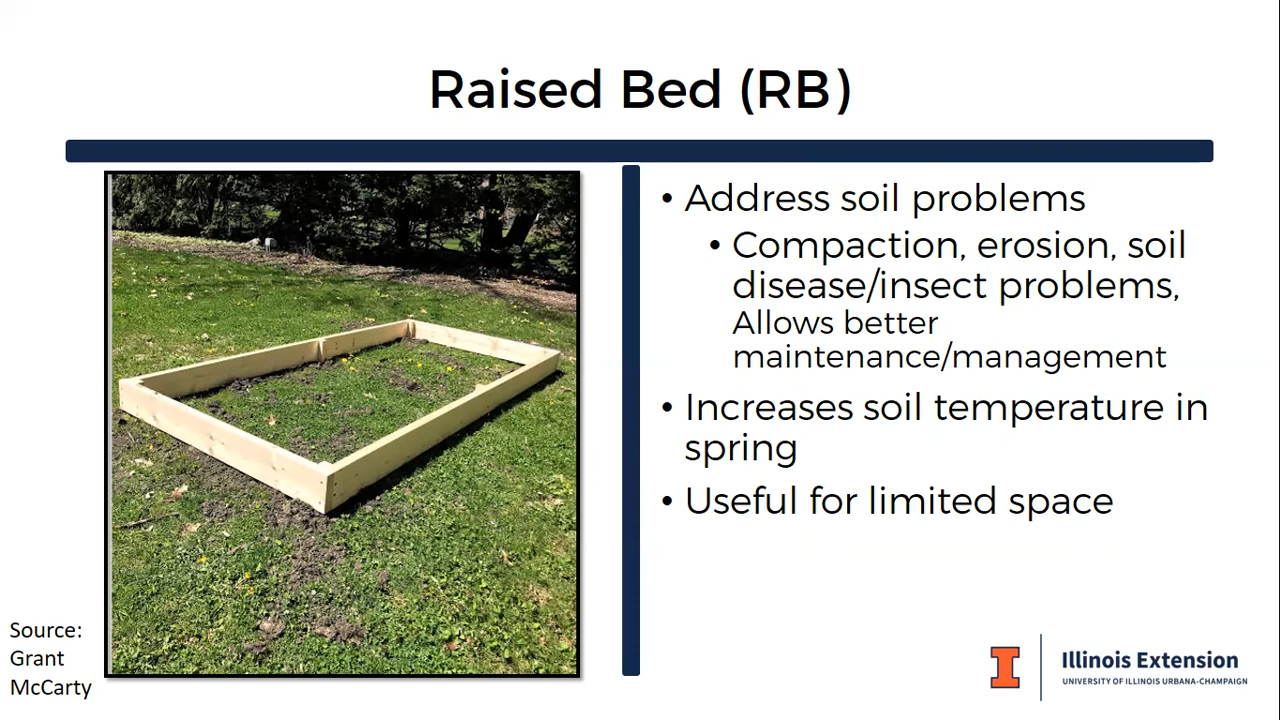 Raised Bed (RB)
• Address soil problems
• Compaction, erosion, soil
disease/insect problems,
Allows better
maintenance/management
• Increases soil temperature in
spring
• Useful for limited space
Source:
Grant
McCarty
Illinois Extension
UNIVERSITY OF ILLINOIS URBANA-CHAMPAIGN